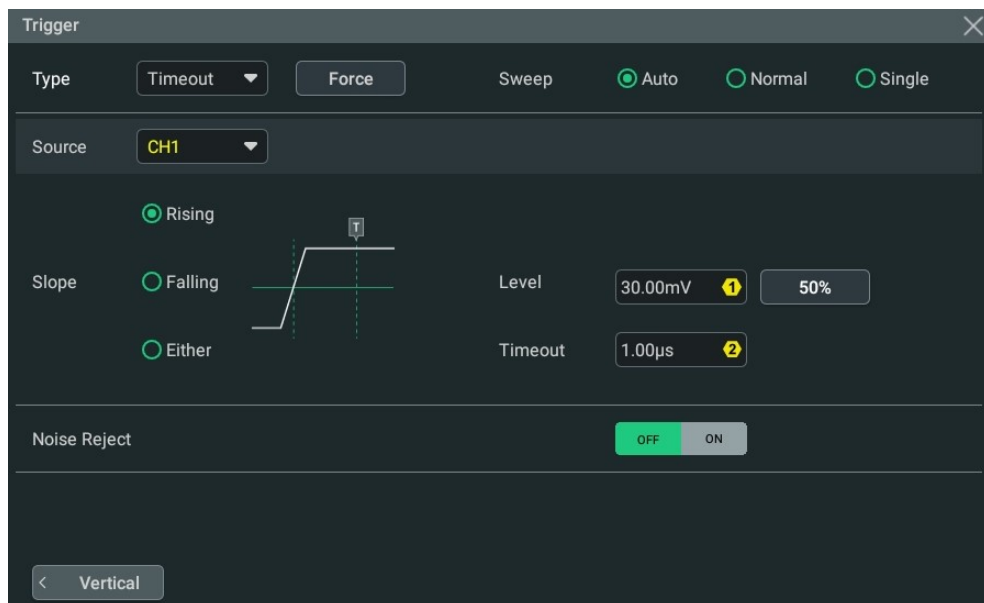 Trigger
Type Timeout Force Sweep Auto Normal Single
Source CH1
Rising
T
Slope Falling Level 30.00mV 1 50%
Either Timeout 1.00µs 2
Noise Reject OFF ON
< Vertical